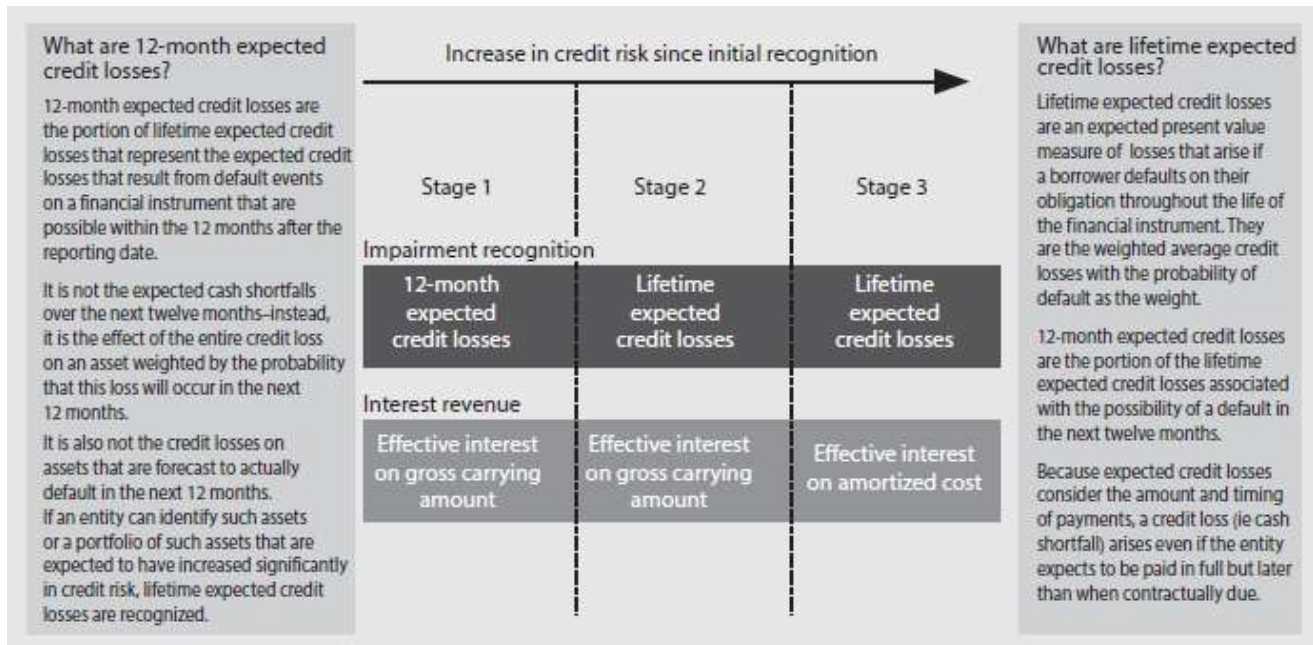 What are 12-month expected
credit losses?
12-month expected credit losses are
the portion of lifetime expected credit
losses that represent the expected credit
losses that result from default events
on a financial instrument that are
possible within the 12 months after the
reporting date.
It is not the expected cash shortfalls
over the next twelve months–instead,
it is the effect of the entire credit loss
on an asset weighted by the probability
that this loss will occur in the next
12 months.
It is also not the credit losses on
assets that are forecast to actually
default in the next 12 months.
If an entity can identify such assets
or a portfolio of such assets that are
expected to have increased significantly
in credit risk, lifetime expected credit
losses are recognized.
Increase in credit risk since initial recognition
Stage 1
Stage 2
Stage 3
Impairment recognition
12-month
expected
credit losses
Lifetime
expected
credit losses
Lifetime
expected
credit losses
Interest revenue
Effective interest
on gross carrying
amount
Effective interest
on gross carrying
amount
Effective interest
on amortized cost
What are lifetime expected
credit losses?
Lifetime expected credit losses
are an expected present value
measure of losses that arise if
a borrower defaults on their
obligation throughout the life of
the financial instrument. They
are the weighted average credit
losses with the probability of
default as the weight.
12-month expected credit losses
are the portion of the lifetime
expected credit losses associated
with the possibility of a default in
the next twelve months.
Because expected credit losses
consider the amount and timing
of payments, a credit loss (ie cash
shortfall) arises even if the entity
expects to be paid in full but later
than when contractually due.